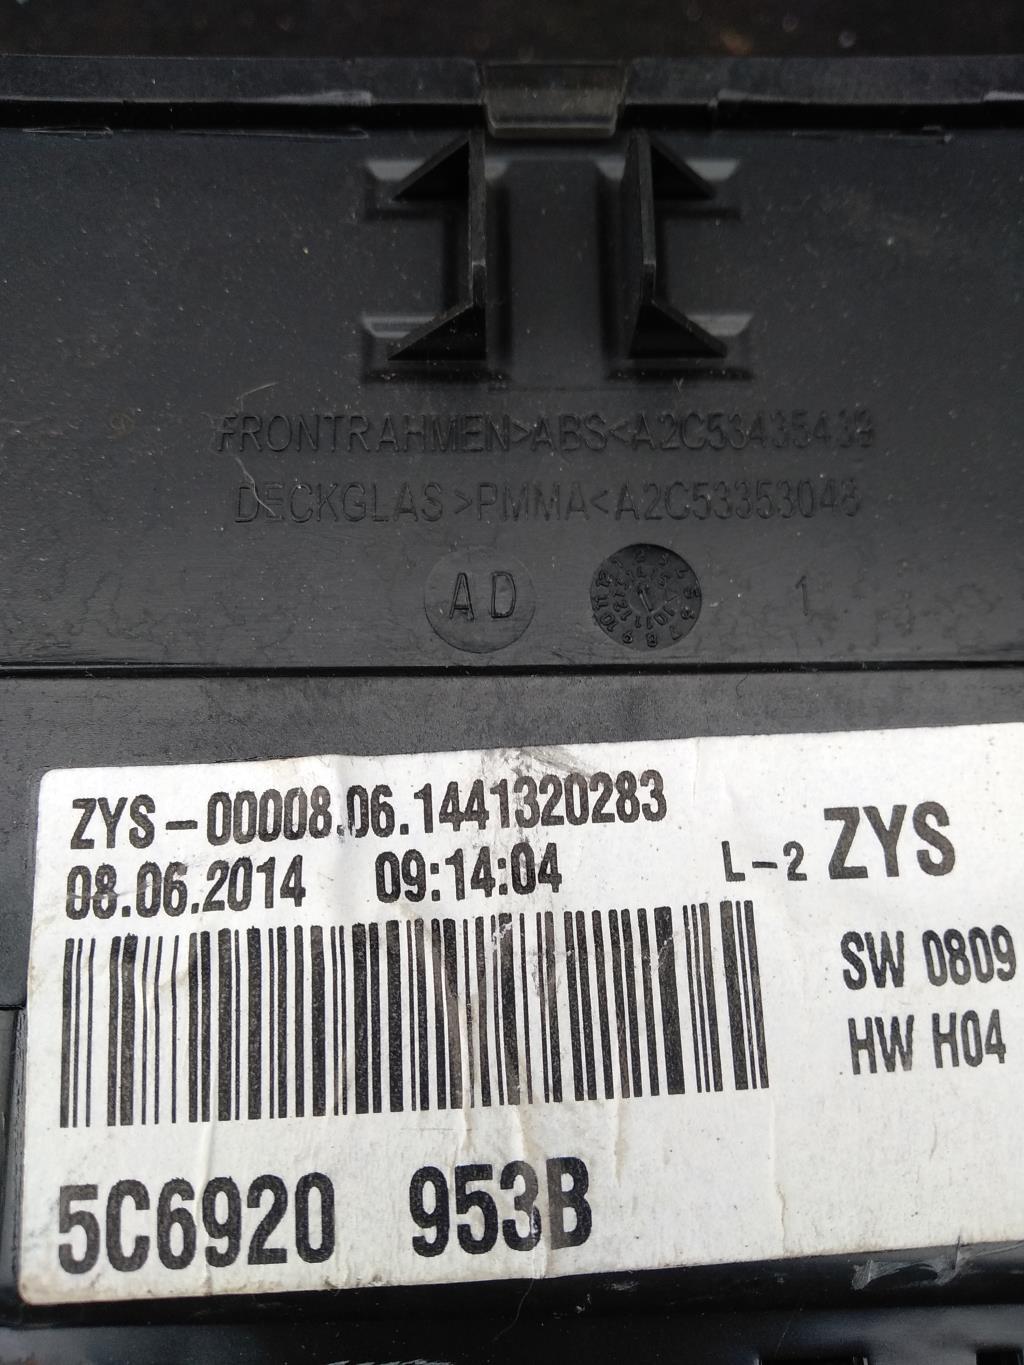 FRONTRAHMEN>ABS<A2C53435439
DECKGLAS>PMMA<A2C53353048
AD
1
ZYS-00008.06.1441320283
08.06.2014 09:14:04
L-2 ZYS
SW 0809
HW H04
5C6920 953B